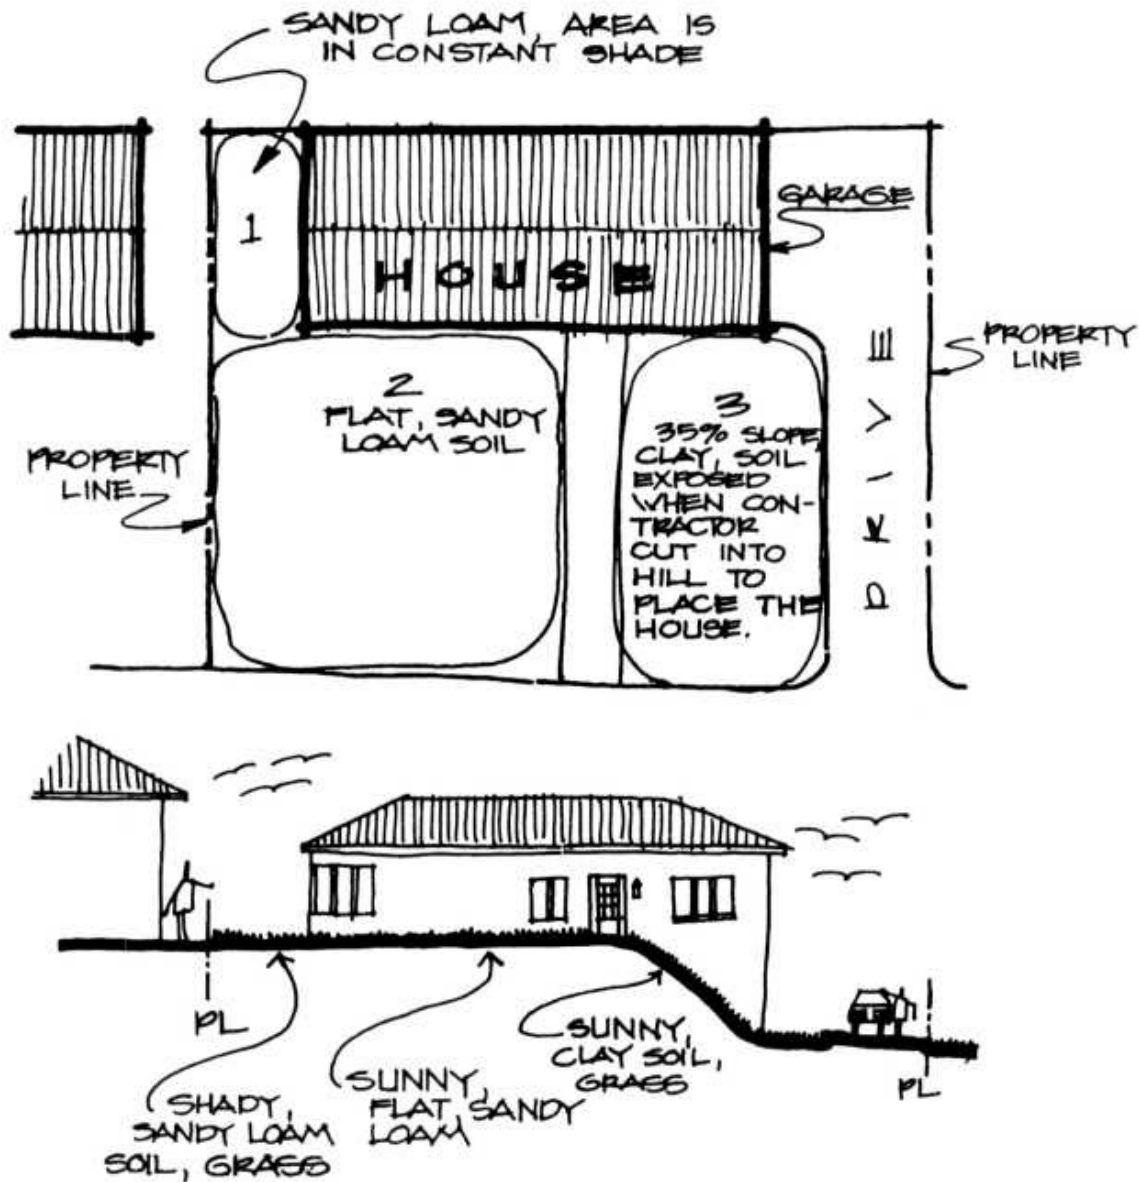 SANDY LOAM, AREA IS
IN CONSTANT SHADE
1
GARAGE
HOUSE
PROPERTY
LINE
2
FLAT, SANDY
LOAM SOIL
3
35% SLOPE,
CLAY, SOIL
EXPOSED
WHEN CON-
TRACTOR
CUT INTO
HILL TO
PLACE THE
HOUSE.
DRIVE
PROPERTY
LINE
PL
SHADY,
SANDY LOAM
SOIL, GRASS
SUNNY,
FLAT, SANDY
LOAM
SUNNY,
CLAY SOIL,
GRASS
PL